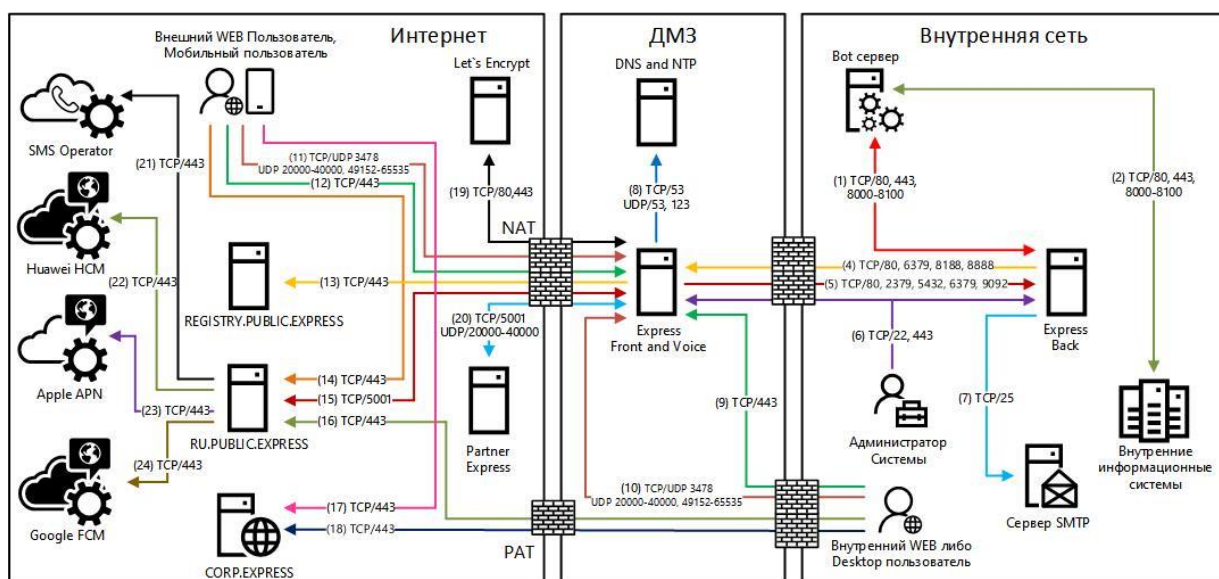 Интернет
ДМЗ
Внутренняя сеть
Внешний WEB Пользователь,
Мобильный пользователь
Let`s Encrypt
DNS and NTP
Bot сервер
SMS Operator
(21) TCP/443
(11) TCP/UDP 3478
UDP 20000-40000, 49152-65535
(12) TCP/443
(19) TCP/80,443
(8) TCP/53
UDP/53, 123
(1) TCP/80, 443,
8000-8100
(2) TCP/80, 443,
8000-8100
NAT
Huawei HCM
(22) TCP/443
(13) TCP/443
REGISTRY.PUBLIC.EXPRESS
(4) TCP/80, 6379, 8188, 8888
(5) TCP/80, 2379, 5432, 6379, 9092
(20) TCP/5001
UDP/20000-40000
Express
Front and Voice
Express
Back
(6) TCP/22, 443
Apple APN
(23) TCP/443
(14) TCP/443
(15) TCP/5001
(16) TCP/443
RU.PUBLIC.EXPRESS
(9) TCP/443
(7) TCP/25
Partner
Express
Администратор
Системы
Внутренние
информационные
системы
(24) TCP/443
Google FCM
(10) TCP/UDP 3478
UDP 20000-40000, 49152-65535
(17) TCP/443
(18) TCP/443
CORP.EXPRESS
PAT
Сервер SMTP
Внутренний WEB либо
Desktop пользователь